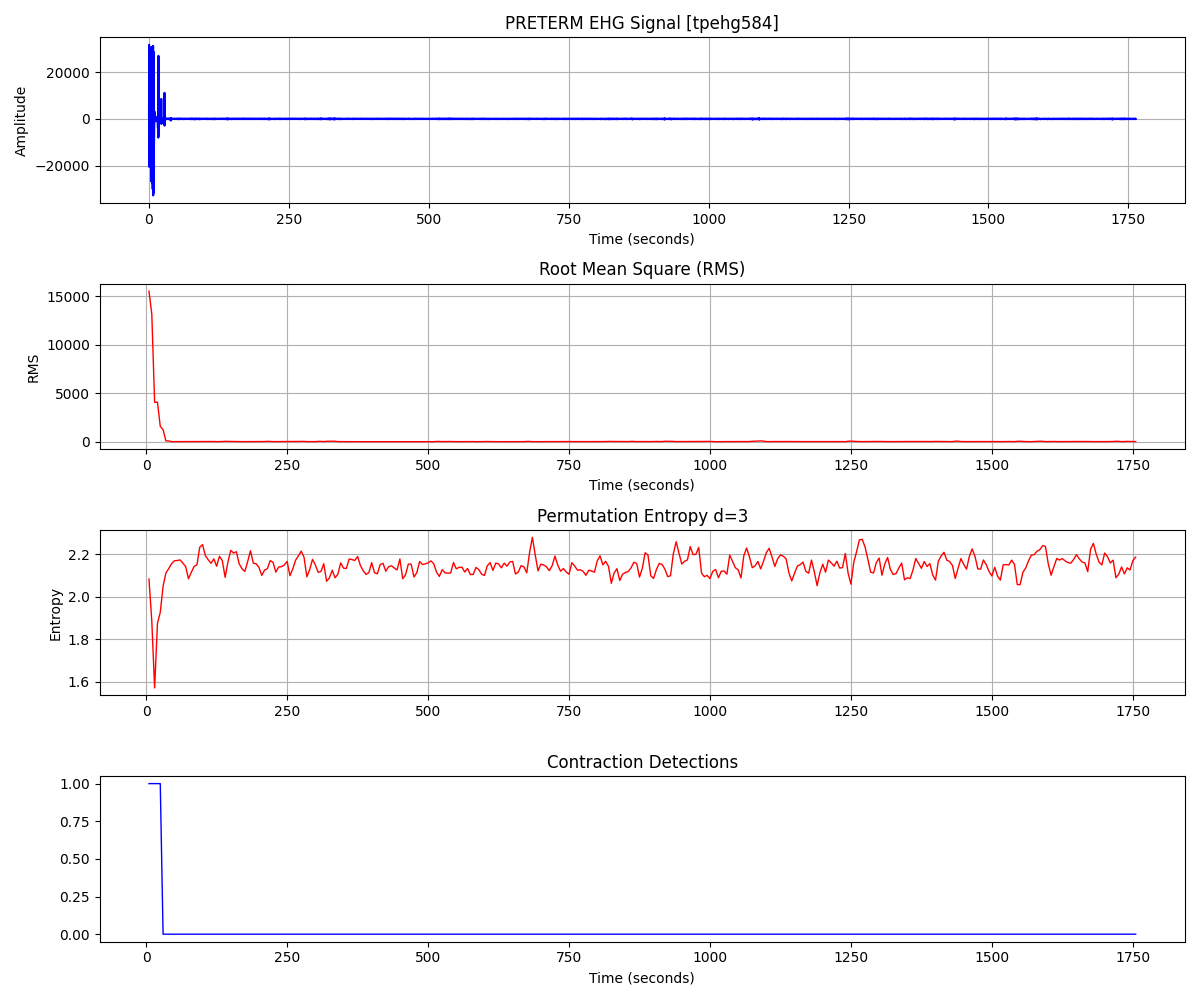 PRETERM EHG Signal [tpehg584]
Amplitude
20000
0
−20000
0 250 500 750 1000 1250 1500 1750
Time (seconds)
Root Mean Square (RMS)
RMS
15000
10000
5000
0
0 250 500 750 1000 1250 1500 1750
Time (seconds)
Permutation Entropy d=3
Entropy
2.2
2.0
1.8
1.6
0 250 500 750 1000 1250 1500 1750
Contraction Detections
1.00
0.75
0.50
0.25
0.00
0 250 500 750 1000 1250 1500 1750
Time (seconds)